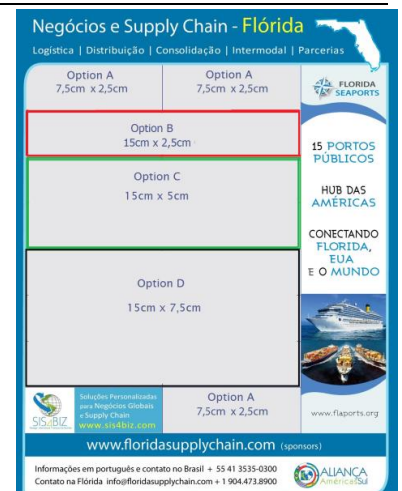 Negócios e Supply Chain - Flórida
Logística | Distribuição | Consolidação | Intermodal | Parcerias
Option A
7,5cm x 2,5cm
Option A
7,5cm x 2,5cm
FLORIDA
SEAPORTS
Option B
15cm x 2,5cm
15 PORTOS
PÚBLICOS
Option C
15cm x 5cm
HUB DAS
AMÉRICAS
CONECTANDO
FLORIDA,
EUA
E O MUNDO
Option D
15cm x 7,5cm
SIS4BIZ
Soluções Personalizadas
para Negócios Globais
e Supply Chain
www.sis4biz.com
Option A
7,5cm x 2,5cm
www.flaports.org
www.floridasupplychain.com (sponsors)
Informações em português e contato no Brasil + 55 41 3535-0300
Contato na Flórida info@floridasupplychain.com + 1 904.473.8900
ALIANÇA
AméricasSul